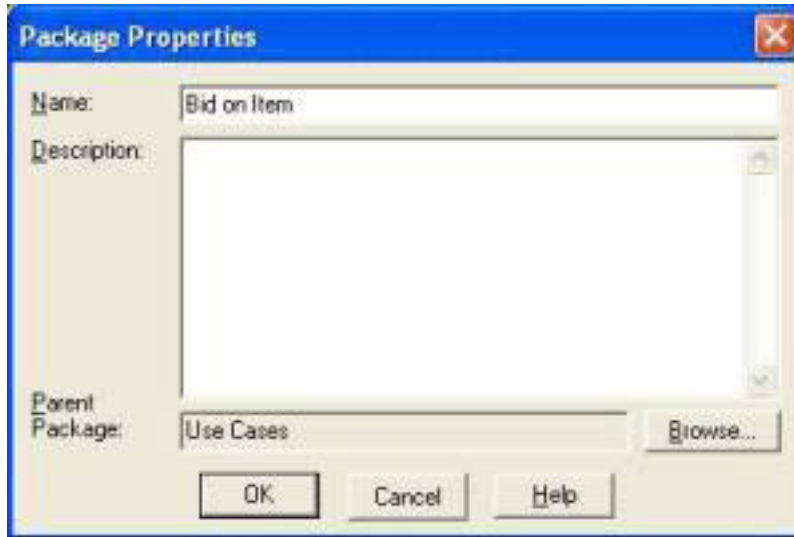 Package Properties
Name: Bid on Item
Description:
Parent
Package: Use Cases Browse...
OK Cancel Help